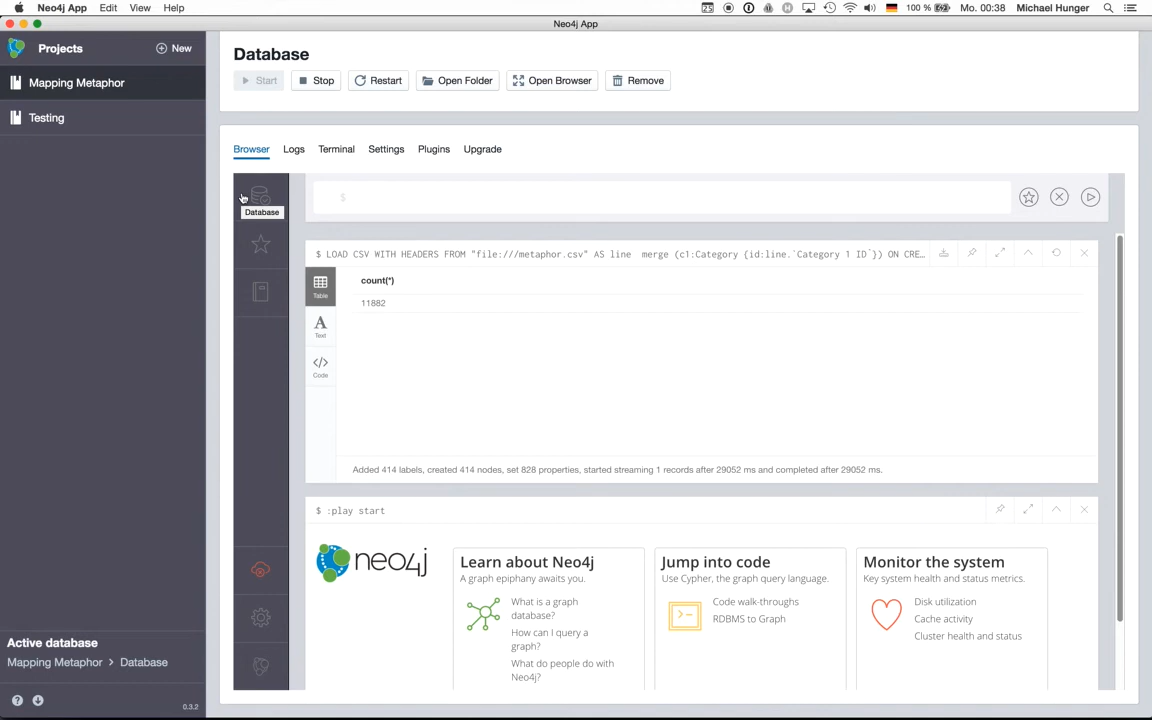 Neo4j App Edit View Help
25 100 % Mo. 00:38 Michael Hunger
Neo4j App
Projects
New
Mapping Metaphor
Testing
Database
Start Stop Restart Open Folder Open Browser Remove
Browser Logs Terminal Settings Plugins Upgrade
$
Database
$ LOAD CSV WITH HEADERS FROM "file:///metaphor.csv" AS line merge (c1:Category {id:line.`Category 1 ID`}) ON CRE…
Table
Text
Code
count(*)
11882
Added 414 labels, created 414 nodes, set 828 properties, started streaming 1 records after 29052 ms and completed after 29052 ms.
$ :play start
neo4j
Learn about Neo4j
A graph epiphany awaits you.
What is a graph
database?
How can I query a
graph?
What do people do with
Neo4j?
Jump into code
Use Cypher, the graph query language.
Code walk-throughs
RDBMS to Graph
Monitor the system
Key system health and status metrics.
Disk utilization
Cache activity
Cluster health and status
Active database
Mapping Metaphor > Database
0.3.2